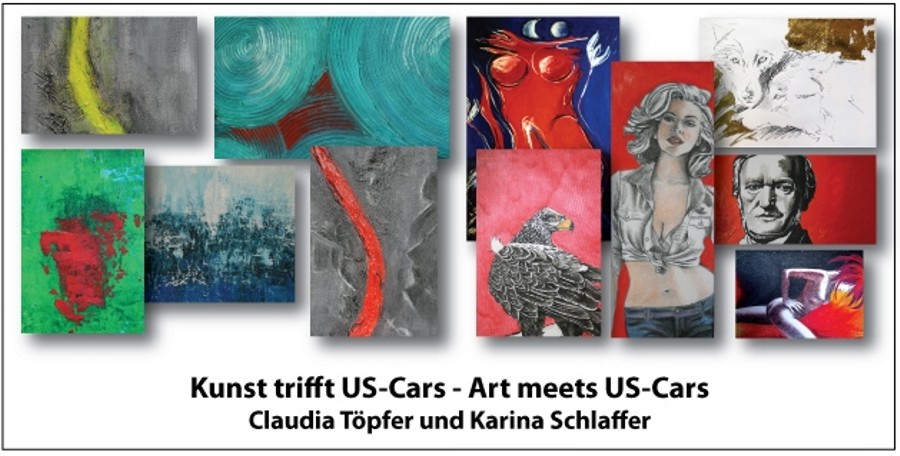 Kunst trifft US-Cars - Art meets US-Cars
Claudia Töpfer und Karina Schlaffer